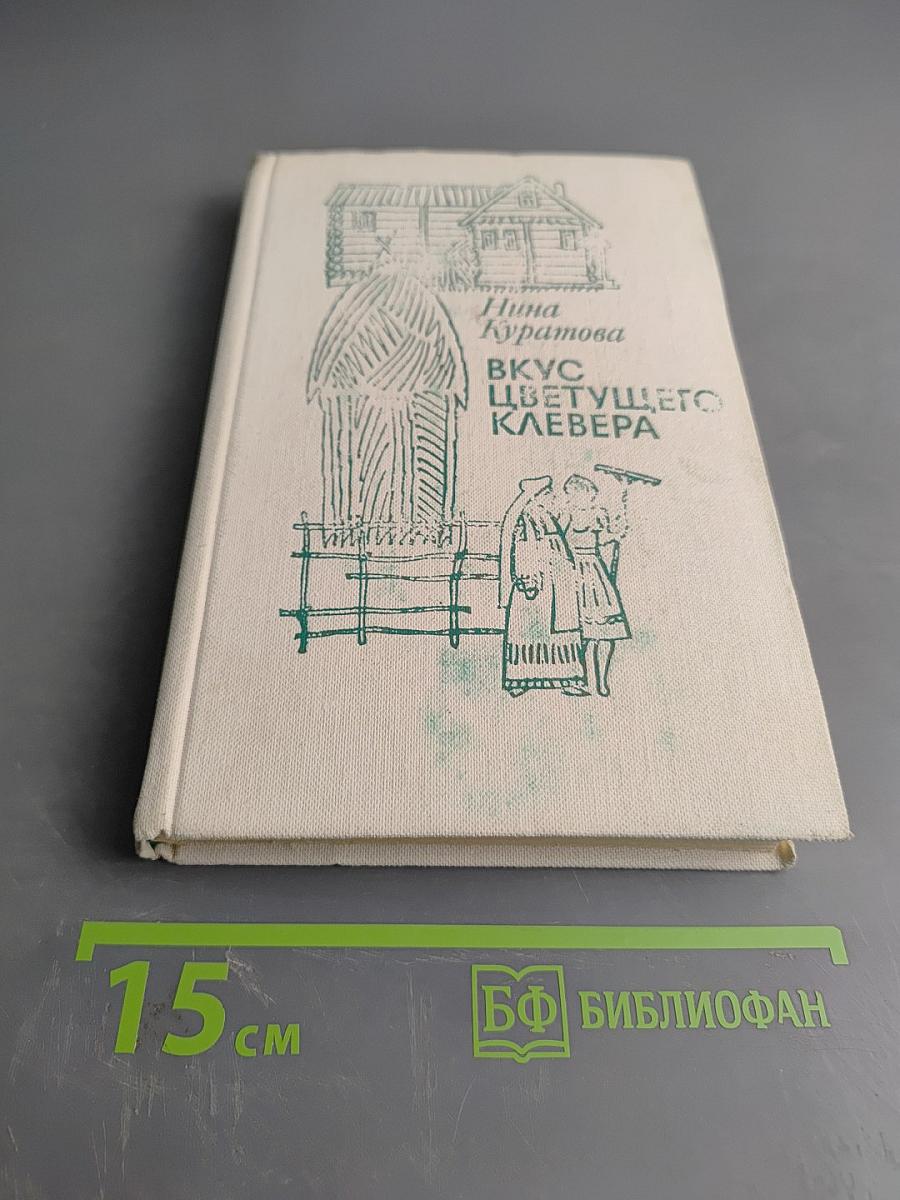 Нина
Куратова
ВКУС
ЦВЕТУЩЕГО
КЛЕВЕРА
15 см
БФ БИБЛИОФАН